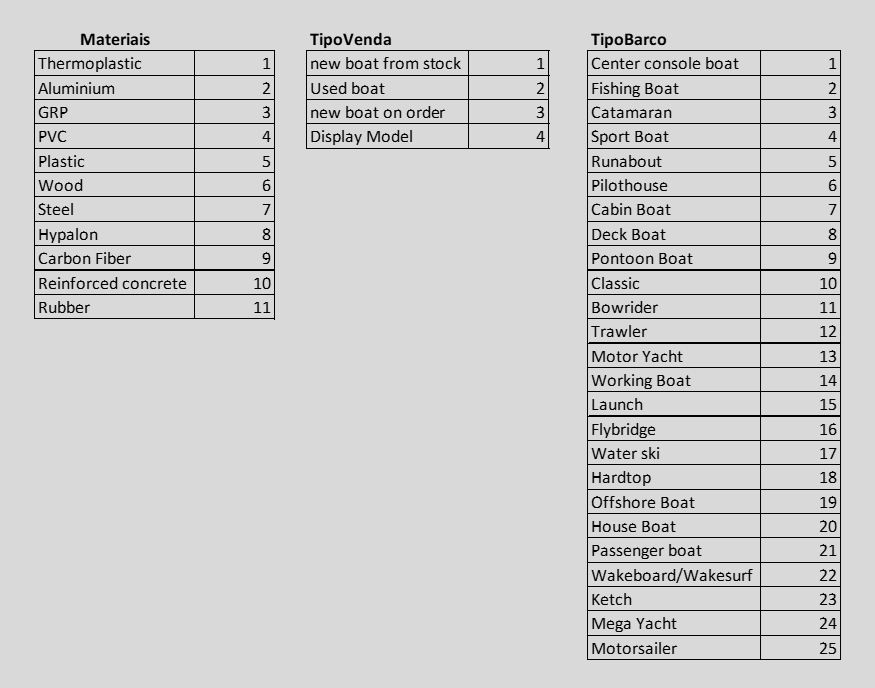 Materiais
Thermoplastic 1
Aluminium 2
GRP 3
PVC 4
Plastic 5
Wood 6
Steel 7
Hypalon 8
Carbon Fiber 9
Reinforced concrete 10
Rubber 11
TipoVenda
new boat from stock 1
Used boat 2
new boat on order 3
Display Model 4
TipoBarco
Center console boat 1
Fishing Boat 2
Catamaran 3
Sport Boat 4
Runabout 5
Pilothouse 6
Cabin Boat 7
Deck Boat 8
Pontoon Boat 9
Classic 10
Bowrider 11
Trawler 12
Motor Yacht 13
Working Boat 14
Launch 15
Flybridge 16
Water ski 17
Hardtop 18
Offshore Boat 19
House Boat 20
Passenger boat 21
Wakeboard/Wakesurf 22
Ketch 23
Mega Yacht 24
Motorsailer 25